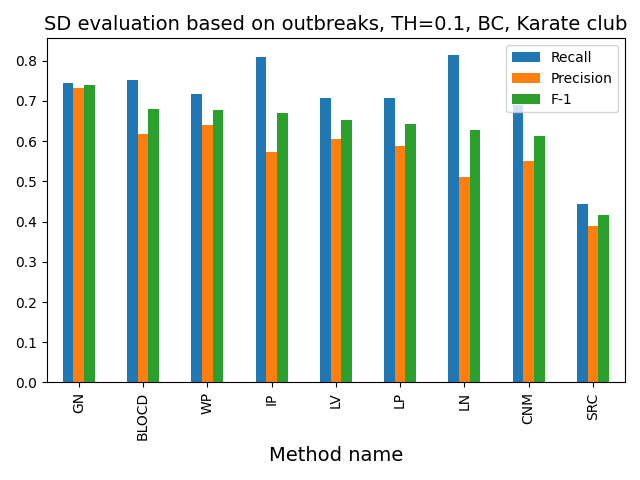 SD evaluation based on outbreaks, TH=0.1, BC, Karate club
Recall
Precision
F-1
0.8
0.7
0.6
0.5
0.4
0.3
0.2
0.1
0.0
GN
BLOCD
WP
IP
LV
LP
LN
CNM
SRC
Method name